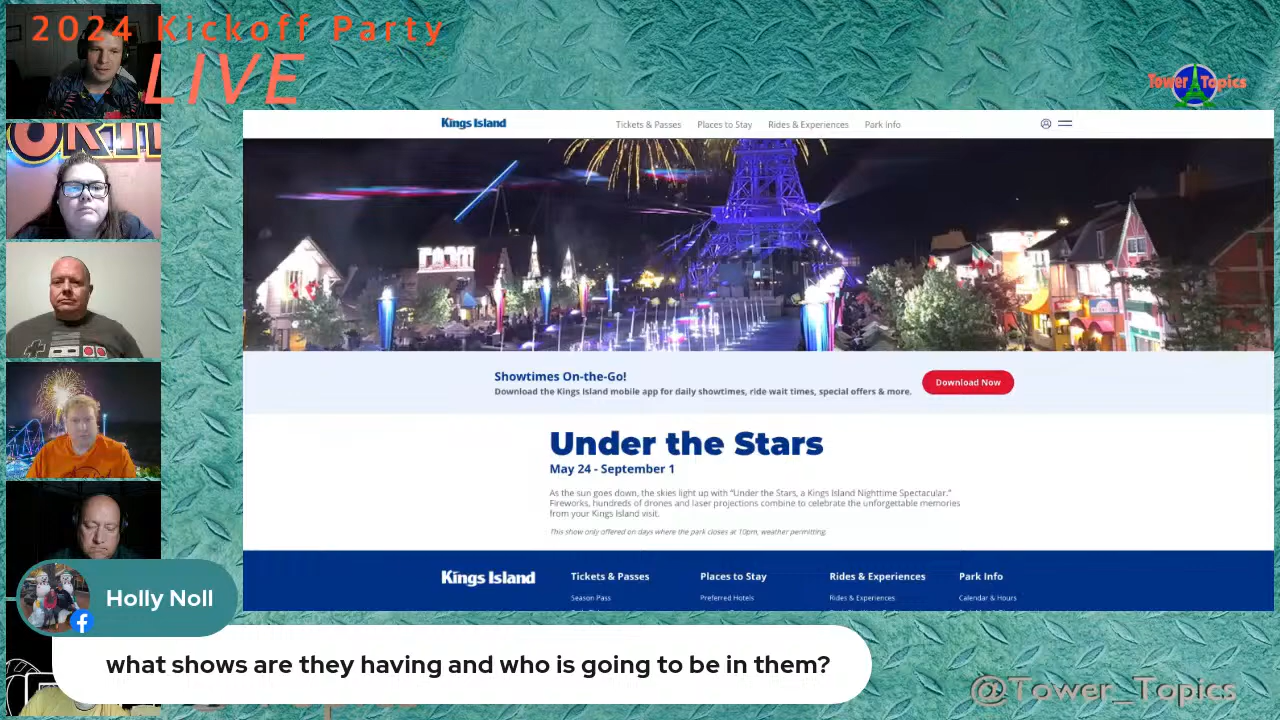 2024 Kickoff Party
LIVE
Tower Topics
Kings Island
Tickets & Passes Places to Stay Rides & Experiences Park info
Showtimes On-the-Go!
Download the Kings Island mobile app for daily showtimes, ride wait times, special offers & more.
Download Now
Under the Stars
May 24 - September 1
As the sun goes down, the skies light up with “Under the Stars, a Kings Island Nighttime Spectacular.”
Fireworks, hundreds of drones and laser projections combine to celebrate the unforgettable memories
from your Kings Island visit.
This show only offered on days where the park closes at 10pm, weather permitting.
Kings Island
Tickets & Passes Places to Stay Rides & Experiences Park Info
Season Pass Preferred Hotels Rides & Experiences Calendar & Hours
Holly Noll
what shows are they having and who is going to be in them?
@Tower_Topics